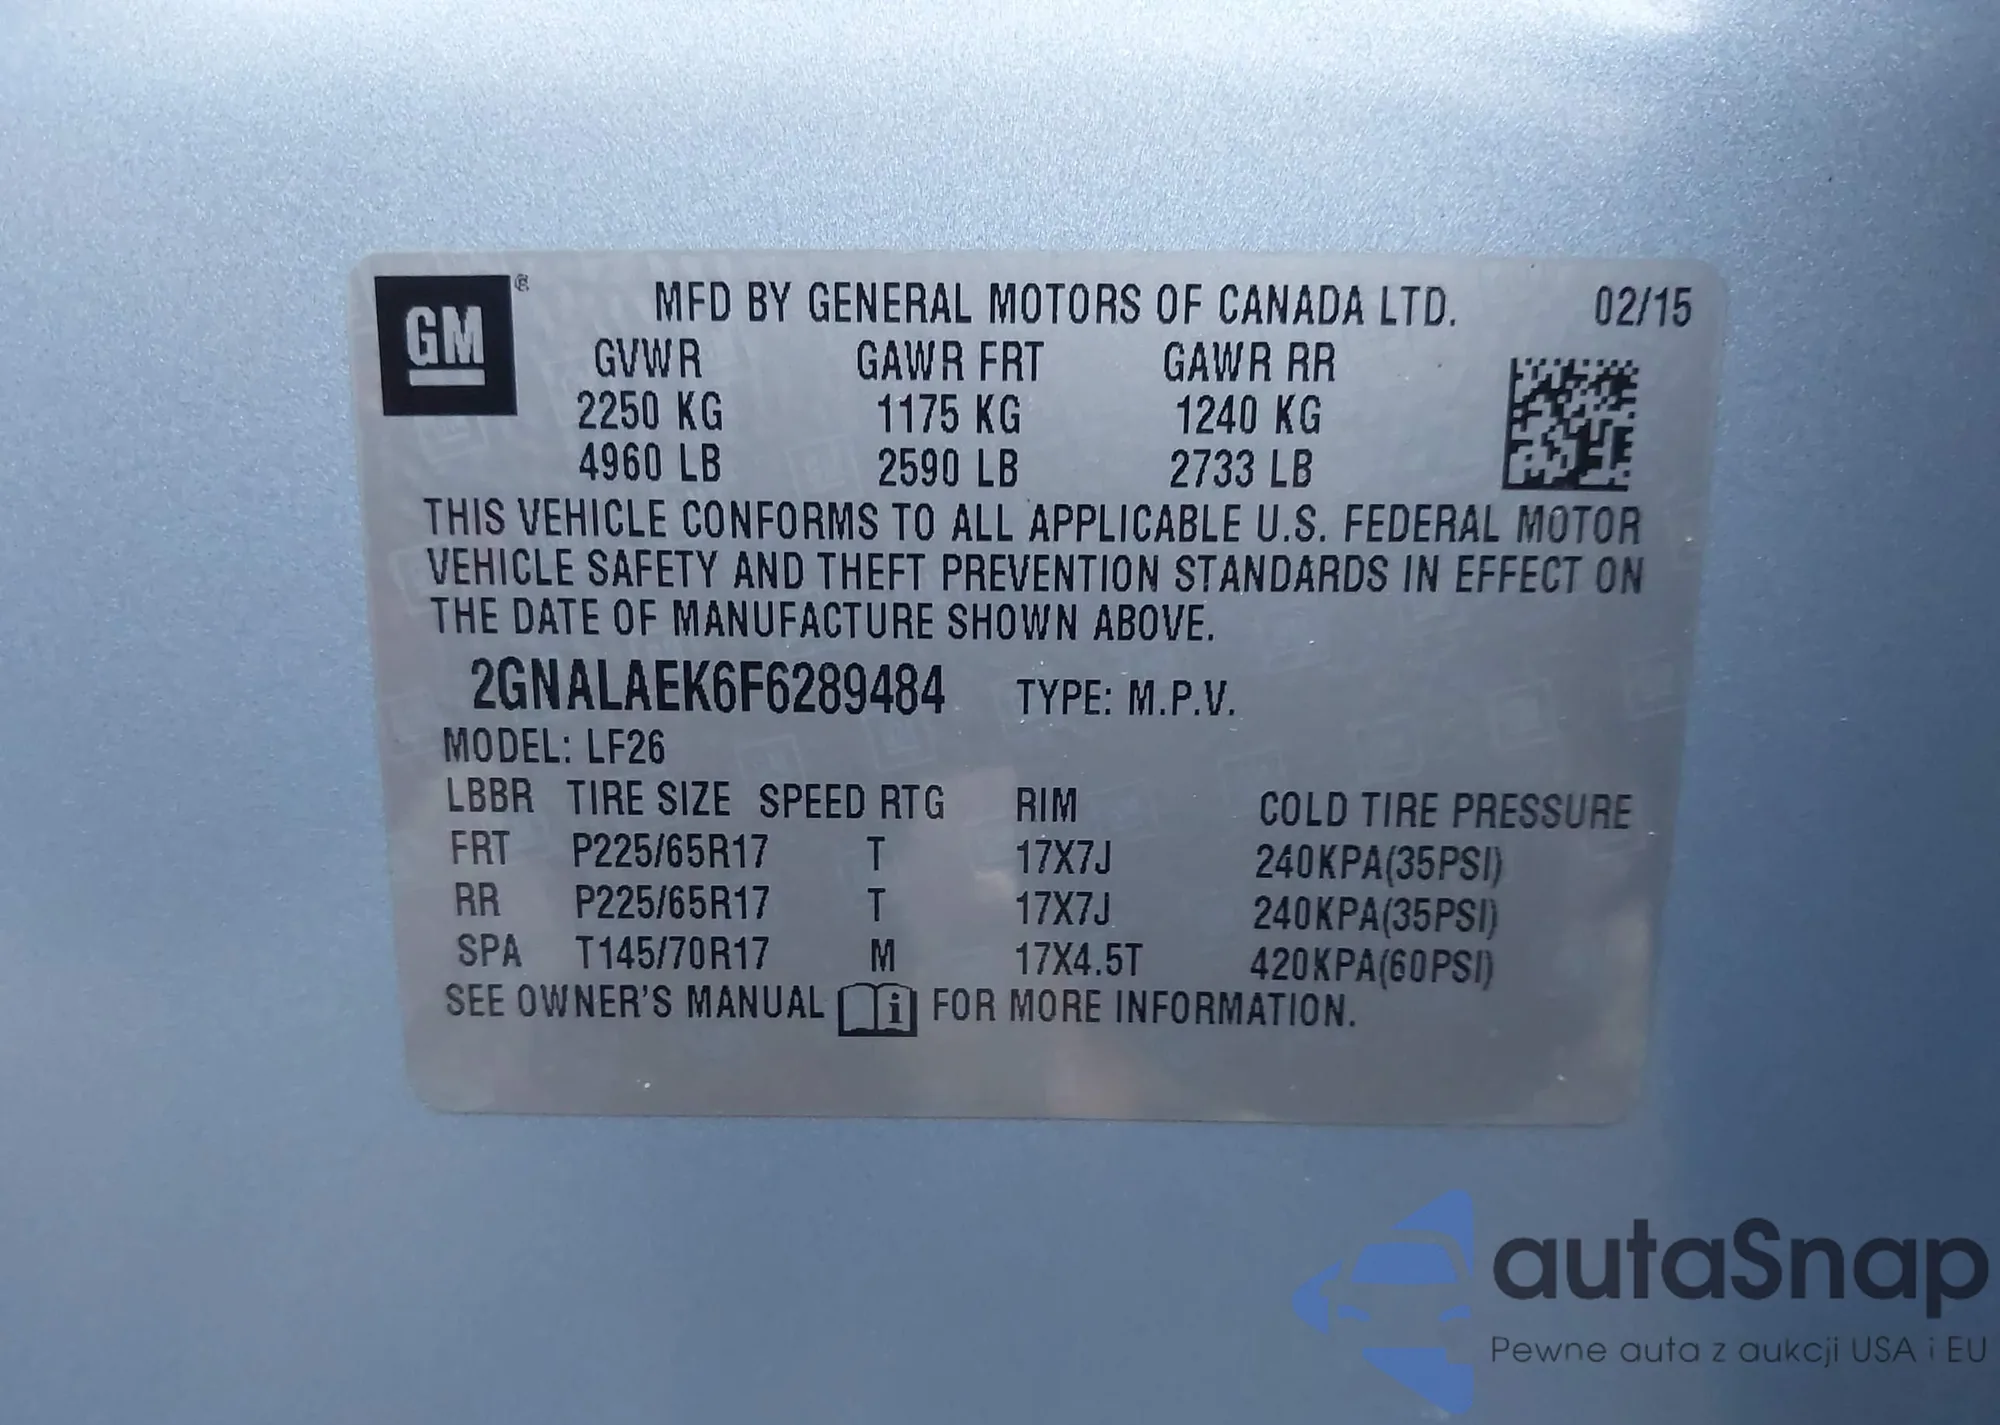 GM ®
MFD BY GENERAL MOTORS OF CANADA LTD. 02/15
GVWR GAWR FRT GAWR RR
2250 KG 1175 KG 1240 KG
4960 LB 2590 LB 2733 LB
THIS VEHICLE CONFORMS TO ALL APPLICABLE U.S. FEDERAL MOTOR
VEHICLE SAFETY AND THEFT PREVENTION STANDARDS IN EFFECT ON
THE DATE OF MANUFACTURE SHOWN ABOVE.
2GNALAEK6F6289484 TYPE: M.P.V.
MODEL: LF26
LBBR TIRE SIZE SPEED RTG RIM COLD TIRE PRESSURE
FRT P225/65R17 T 17X7J 240KPA(35PSI)
RR P225/65R17 T 17X7J 240KPA(35PSI)
SPA T145/70R17 M 17X4.5T 420KPA(60PSI)
SEE OWNER'S MANUAL i FOR MORE INFORMATION.
autaSnap
Pewne auta z aukcji USA i EU